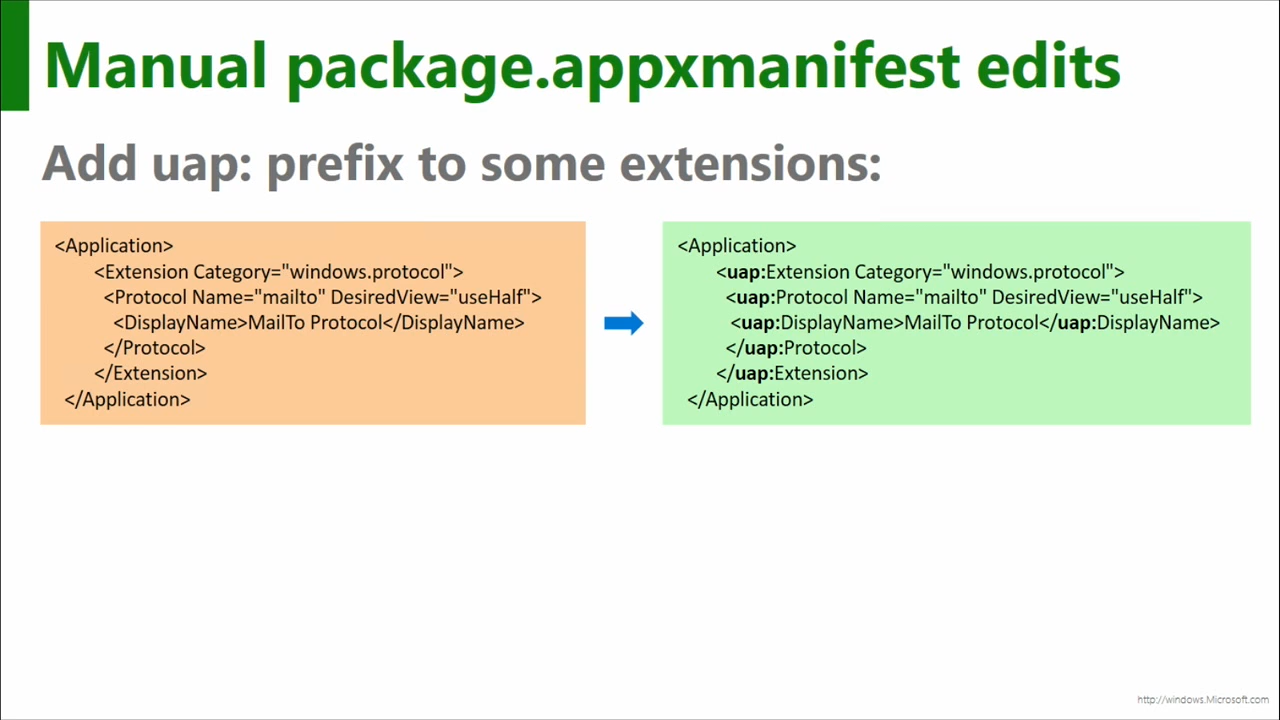 Manual package.appxmanifest edits
Add uap: prefix to some extensions:
<Application>
<Extension Category="windows.protocol">
<Protocol Name="mailto" DesiredView="useHalf">
<DisplayName>MailTo Protocol</DisplayName>
</Protocol>
</Extension>
</Application>
<Application>
<uap:Extension Category="windows.protocol">
<uap:Protocol Name="mailto" DesiredView="useHalf">
<uap:DisplayName>MailTo Protocol</uap:DisplayName>
</uap:Protocol>
</uap:Extension>
</Application>
http://windows.Microsoft.com